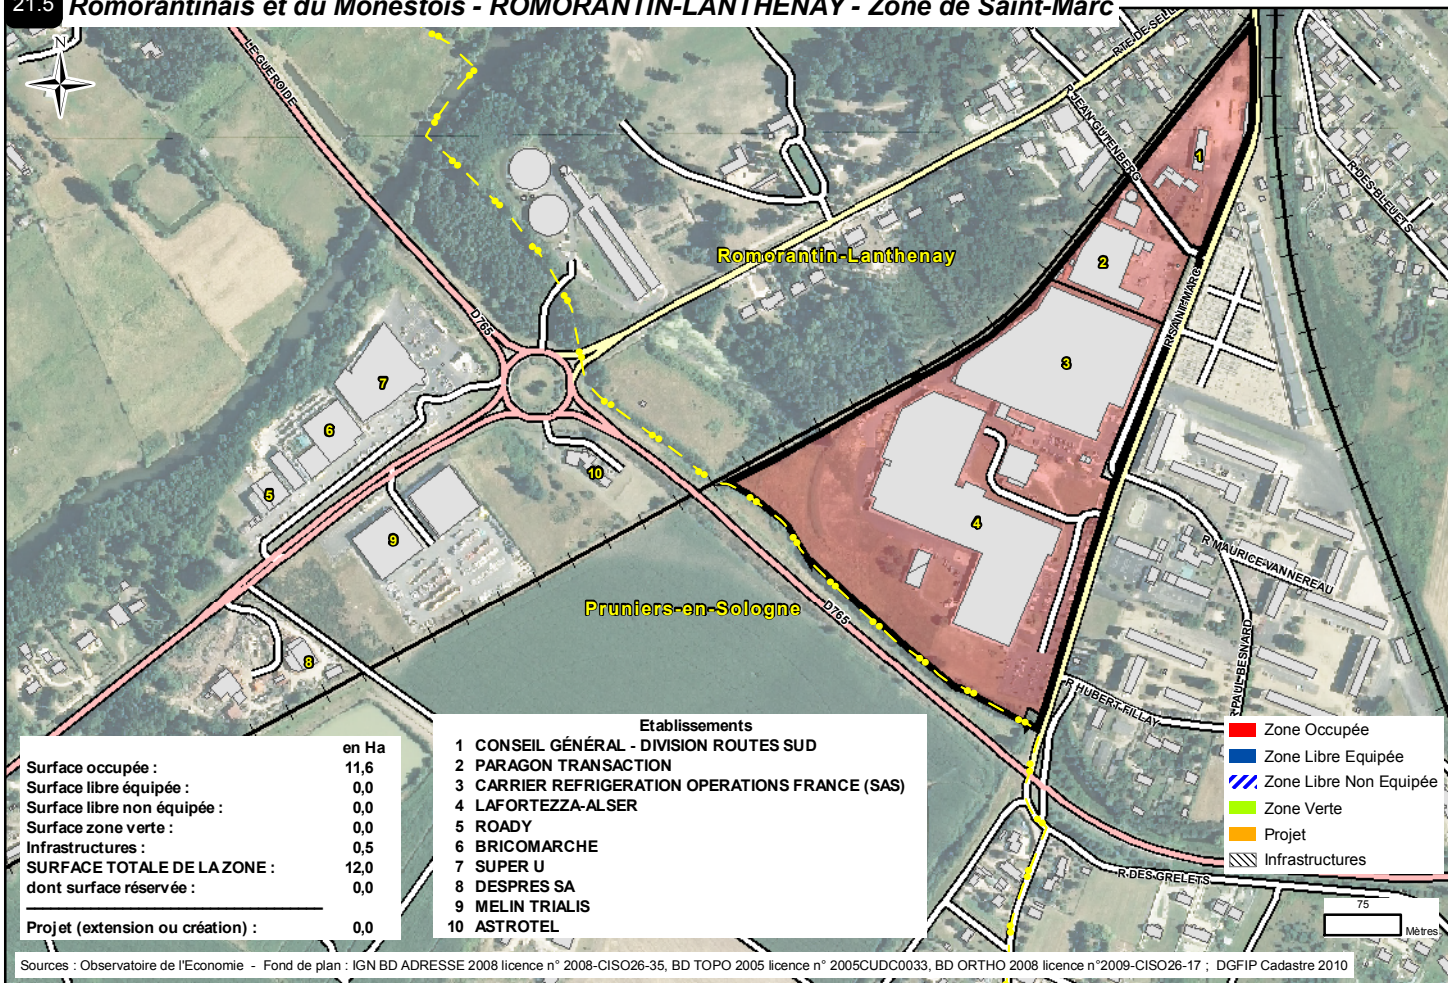 21.5 Romorantinais et du Monestois - ROMORANTIN-LANTHENAY - Zone de Saint-Marc
N
LE GUEROIDE
RTE-DE-SELL
R JEAN GUTENBERG
R-DES-BLEUETS
1
Romorantin-Lanthenay
2
R SAINT-MARC
D765
3
7
6
5
10
4
9
R MAURICE-VANNEREAU
Pruniers-en-Sologne
D765
R PAUL-BESNARD
8
R HUBERT-FILLAY
R-DES GRELETS
en Ha
Surface occupée : 11,6
Surface libre équipée : 0,0
Surface libre non équipée : 0,0
Surface zone verte : 0,0
Infrastructures : 0,5
SURFACE TOTALE DE LA ZONE : 12,0
dont surface réservée : 0,0
Projet (extension ou création) : 0,0
Etablissements
1 CONSEIL GÉNÉRAL - DIVISION ROUTES SUD
2 PARAGON TRANSACTION
3 CARRIER REFRIGERATION OPERATIONS FRANCE (SAS)
4 LAFORTEZZA-ALSER
5 ROADY
6 BRICOMARCHE
7 SUPER U
8 DESPRES SA
9 MELIN TRIALIS
10 ASTROTEL
Zone Occupée
Zone Libre Equipée
Zone Libre Non Equipée
Zone Verte
Projet
Infrastructures
75
Mètres
Sources : Observatoire de l'Economie - Fond de plan : IGN BD ADRESSE 2008 licence n° 2008-CISO26-35, BD TOPO 2005 licence n° 2005CUDC0033, BD ORTHO 2008 licence n°2009-CISO26-17 ; DGFIP Cadastre 2010